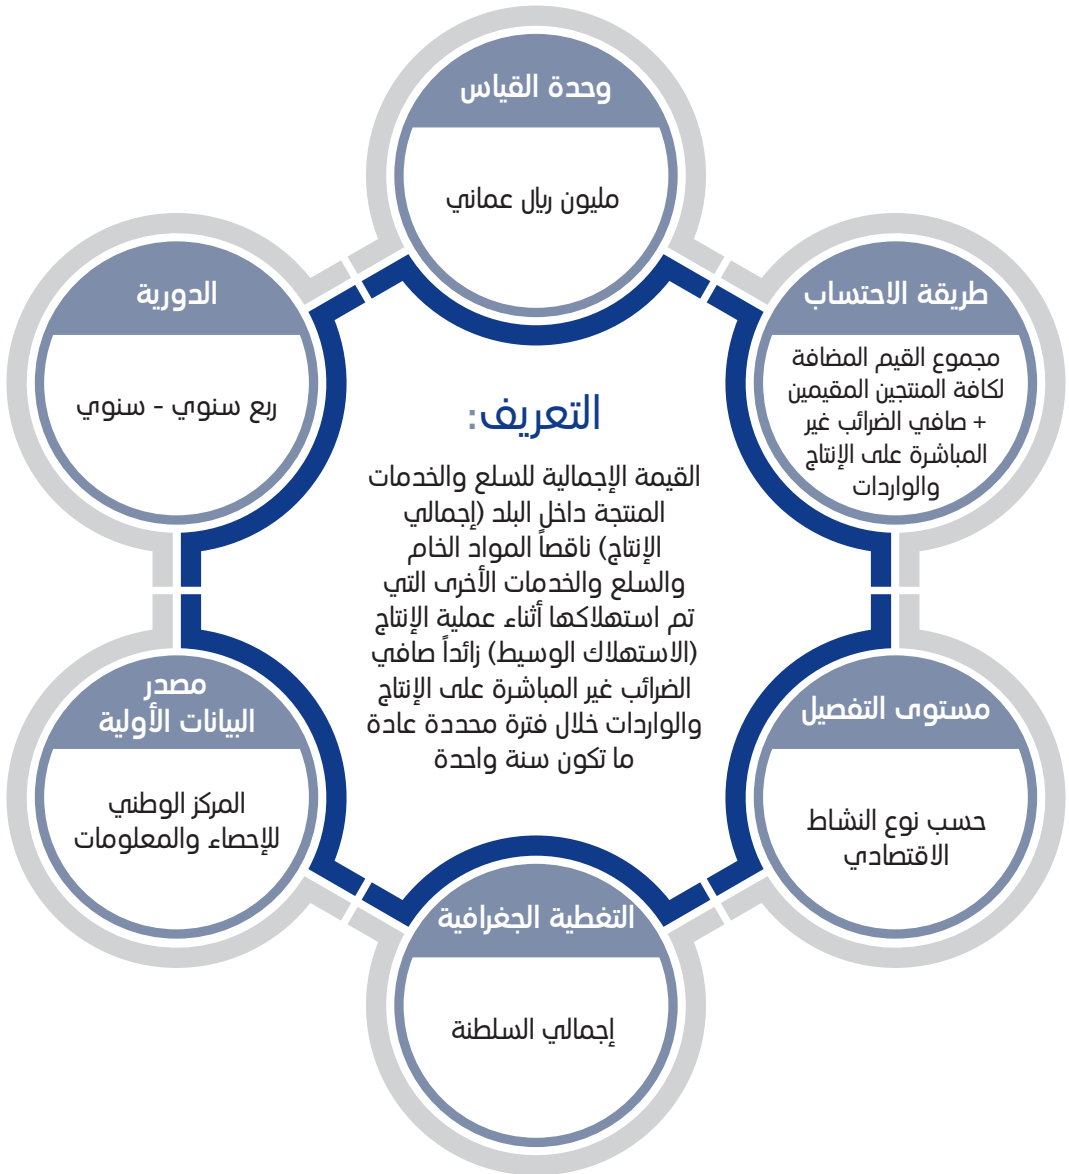 وحدة القياس
مليون ريال عماني
طريقة الاحتساب
مجموع القيم المضافة
لكافة المنتجين المقيمين
+ صافي الضرائب غير
المباشرة على الإنتاج
والواردات
الدورية
ربع سنوي - سنوي
التعريف:
القيمة الإجمالية للسلع والخدمات
المنتجة داخل البلد (إجمالي
الإنتاج) ناقصاً المواد الخام
والسلع والخدمات الأخرى التي
تم استهلاكها أثناء عملية الإنتاج
(الاستهلاك الوسيط) زائداً صافي
الضرائب غير المباشرة على الإنتاج
والواردات خلال فترة محددة عادة
ما تكون سنة واحدة
مستوى التفصيل
حسب نوع النشاط
الاقتصادي
مصدر
البيانات الأولية
المركز الوطني
للإحصاء والمعلومات
التغطية الجغرافية
إجمالي السلطنة